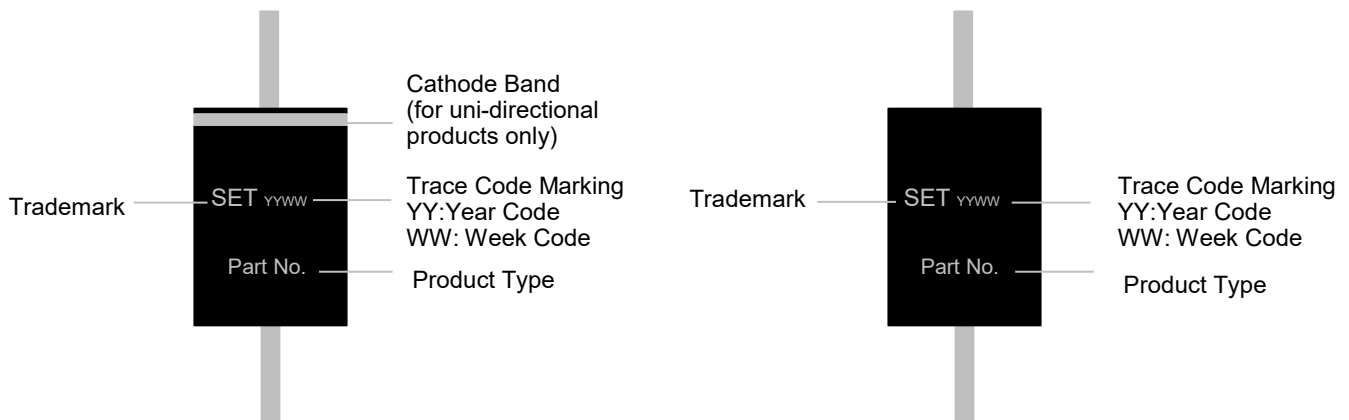 Cathode Band
(for uni-directional
products only)
Trademark
SET YYWW
Trace Code Marking
YY:Year Code
WW: Week Code
Part No.
Product Type
Trademark
SET YYWW
Trace Code Marking
YY:Year Code
WW: Week Code
Part No.
Product Type